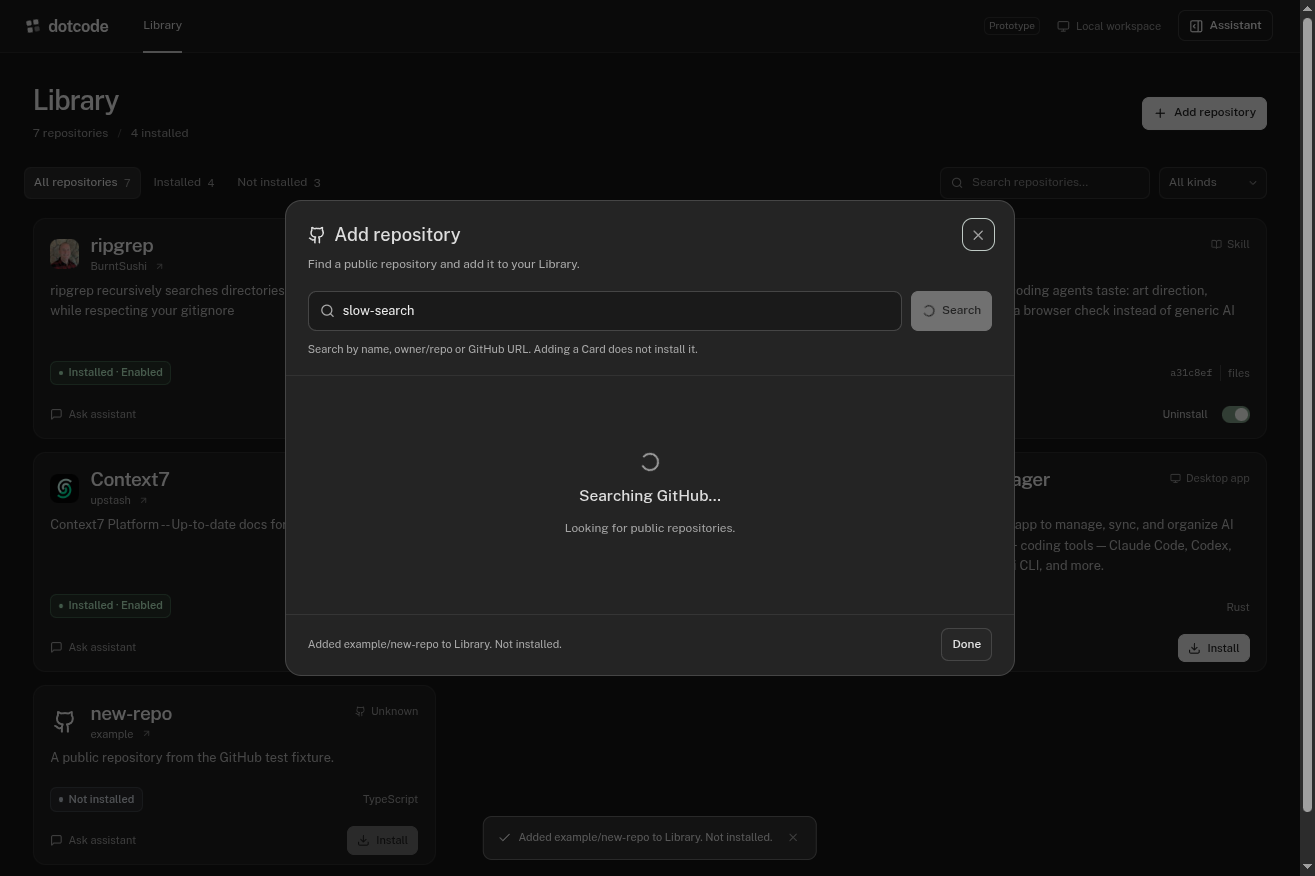 dotcode
Library
Prototype
Local workspace
Assistant
Library
7 repositories / 4 installed
Add repository
All repositories 7
Installed 4
Not installed 3
Search repositories...
All kinds
ripgrep
BurntSushi
ripgrep recursively searches directories
while respecting your gitignore
Installed · Enabled
Ask assistant
Skill
oding agents taste: art direction,
a browser check instead of generic AI
a31c8ef
files
Uninstall
Add repository
Find a public repository and add it to your Library.
slow-search
Search
Search by name, owner/repo or GitHub URL. Adding a Card does not install it.
Searching GitHub...
Looking for public repositories.
Added example/new-repo to Library. Not installed.
Done
Context7
upstash
Context7 Platform -- Up-to-date docs for
Installed · Enabled
Ask assistant
ager
Desktop app
app to manage, sync, and organize AI
coding tools — Claude Code, Codex,
CLI, and more.
Rust
Install
new-repo
example
Unknown
A public repository from the GitHub test fixture.
Not installed
TypeScript
Ask assistant
Install
Added example/new-repo to Library. Not installed.